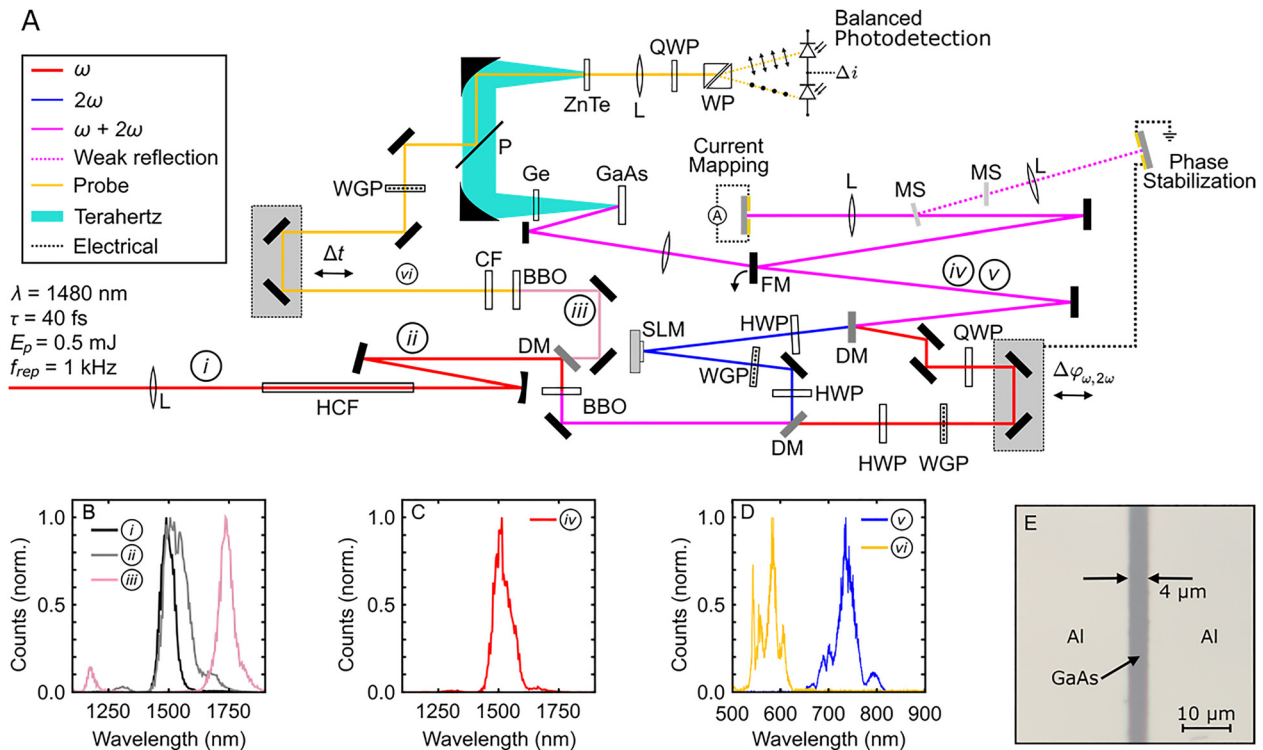 A
ω
2ω
ω + 2ω
Weak reflection
Probe
Terahertz
Electrical
λ = 1480 nm
τ = 40 fs
Ep = 0.5 mJ
frep = 1 kHz
Balanced
Photodetection
QWP
Δi
ZnTe
L
WP
P
WGP
Ge
GaAs
Current
Mapping
A
L
MS
MS
L
Phase
Stabilization
Δt
vi
CF
BBO
FM
iv
v
iii
SLM
HWP
DM
QWP
ii
DM
WGP
HWP
Δφω,2ω
i
L
HCF
BBO
DM
HWP
WGP
B
i
ii
iii
Counts (norm.)
1.0
0.5
0.0
1250
1500
1750
Wavelength (nm)
C
iv
Counts (norm.)
1.0
0.5
0.0
1250
1500
1750
Wavelength (nm)
D
v
vi
Counts (norm.)
1.0
0.5
0.0
500
600
700
800
900
Wavelength (nm)
E
4 μm
Al
Al
GaAs
10 μm